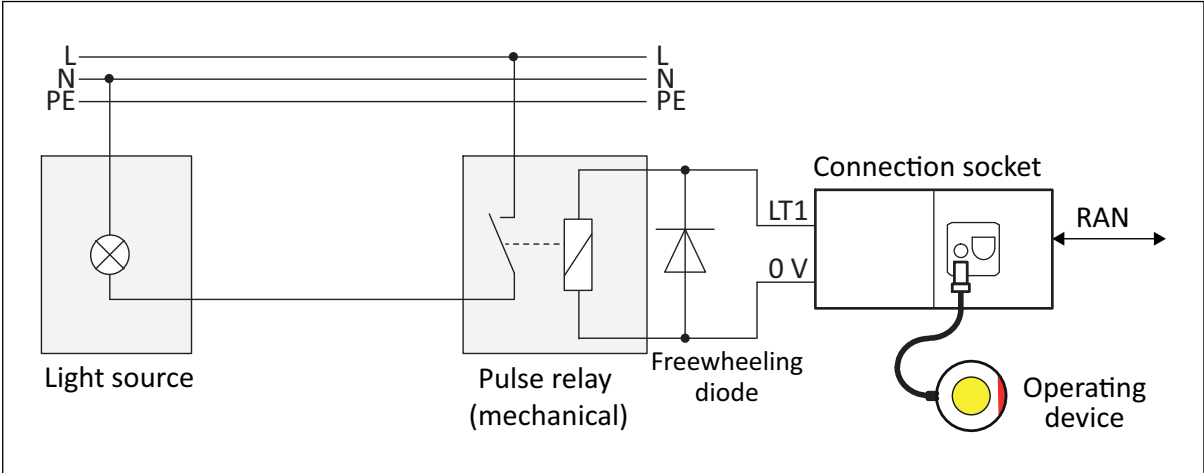 L
N
PE
L
N
PE
Connection socket
LT1
0 V
RAN
Light source
Pulse relay
(mechanical)
Freewheeling
diode
Operating
device